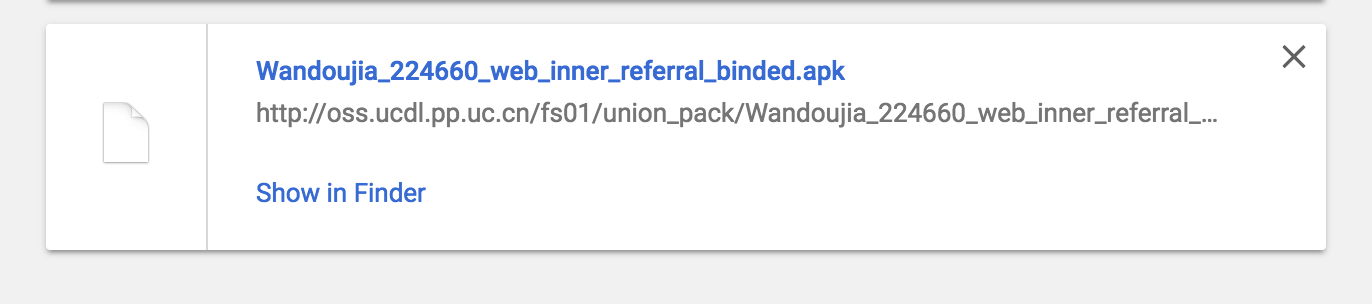 Wandoujia_224660_web_inner_referral_binded.apk
http://oss.ucdl.pp.uc.cn/fs01/union_pack/Wandoujia_224660_web_inner_referral_...
Show in Finder